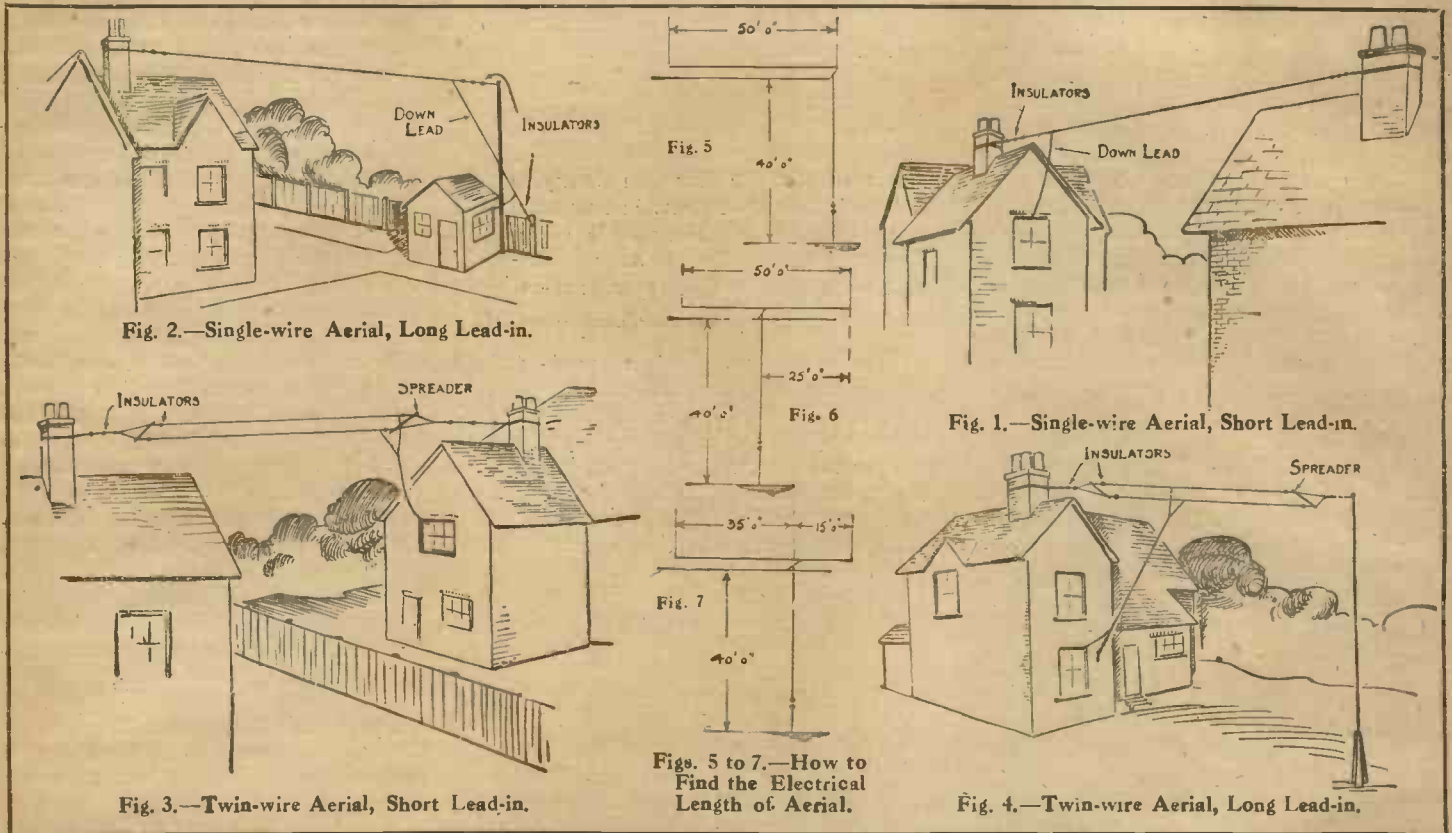 DOWN
LEAD
INSULATORS
Fig. 2.—Single-wire Aerial, Long Lead-in.
INSULATORS
SPREADER
Fig. 3.—Twin-wire Aerial, Short Lead-in.
50'0"
Fig. 5
40'0"
50'0"
25'0"
40'0"
Fig. 6
35'0"
15'0"
Fig. 7
40'0"
Figs. 5 to 7.—How to
Find the Electrical
Length of Aerial.
INSULATORS
DOWN LEAD
Fig. 1.—Single-wire Aerial, Short Lead-in.
INSULATORS
SPREADER
Fig. 4.—Twin-wire Aerial, Long Lead-in.